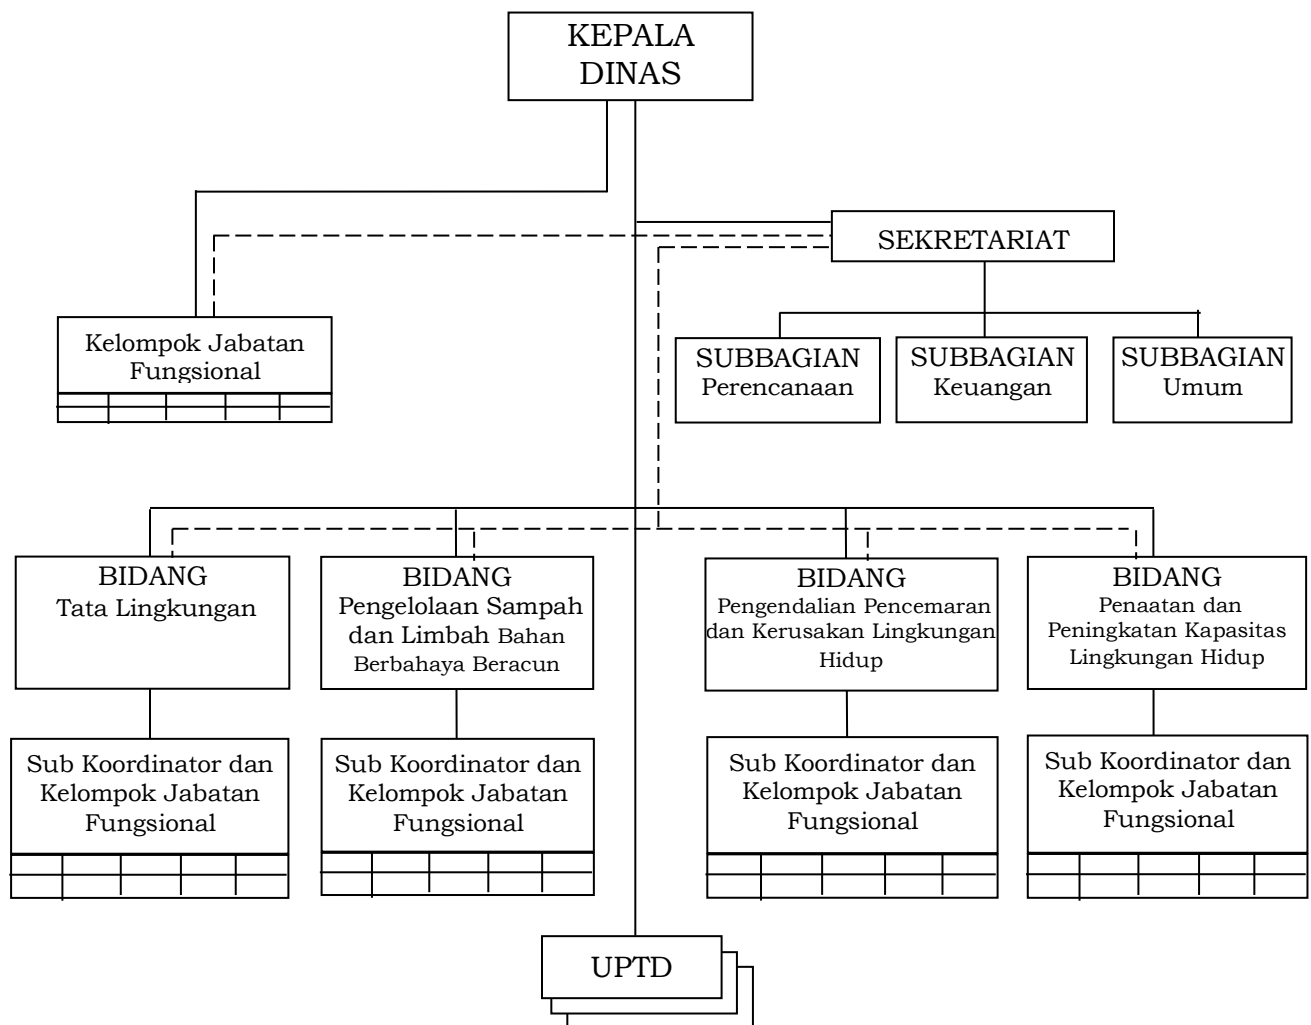 KEPALA
DINAS
SEKRETARIAT
Kelompok Jabatan
Fungsional
SUBBAGIAN
Perencanaan
SUBBAGIAN
Keuangan
SUBBAGIAN
Umum
BIDANG
Tata Lingkungan
BIDANG
Pengelolaan Sampah
dan Limbah Bahan
Berbahaya Beracun
BIDANG
Pengendalian Pencemaran
dan Kerusakan Lingkungan
Hidup
BIDANG
Penaatan dan
Peningkatan Kapasitas
Lingkungan Hidup
Sub Koordinator dan
Kelompok Jabatan
Fungsional
Sub Koordinator dan
Kelompok Jabatan
Fungsional
Sub Koordinator dan
Kelompok Jabatan
Fungsional
Sub Koordinator dan
Kelompok Jabatan
Fungsional
UPTD